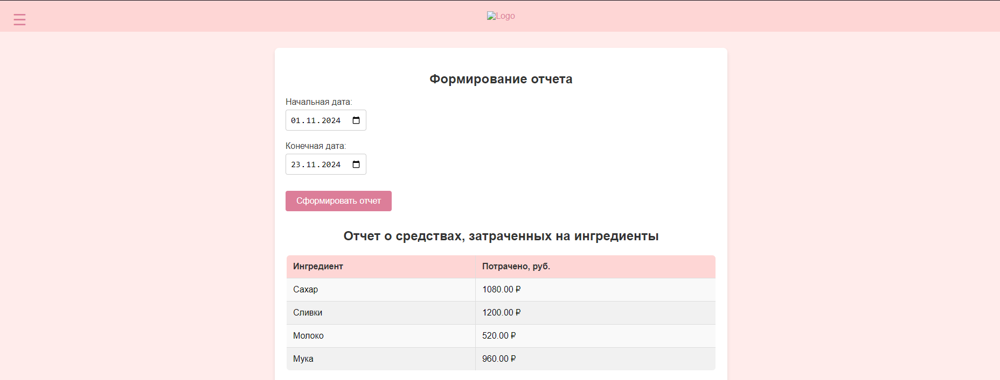 ☰
Logo
Формирование отчета
Начальная дата:
01.11.2024
Конечная дата:
23.11.2024
Сформировать отчет
Отчет о средствах, затраченных на ингредиенты
Ингредиент Потрачено, руб.
Сахар 1080.00 ₽
Сливки 1200.00 ₽
Молоко 520.00 ₽
Мука 960.00 ₽